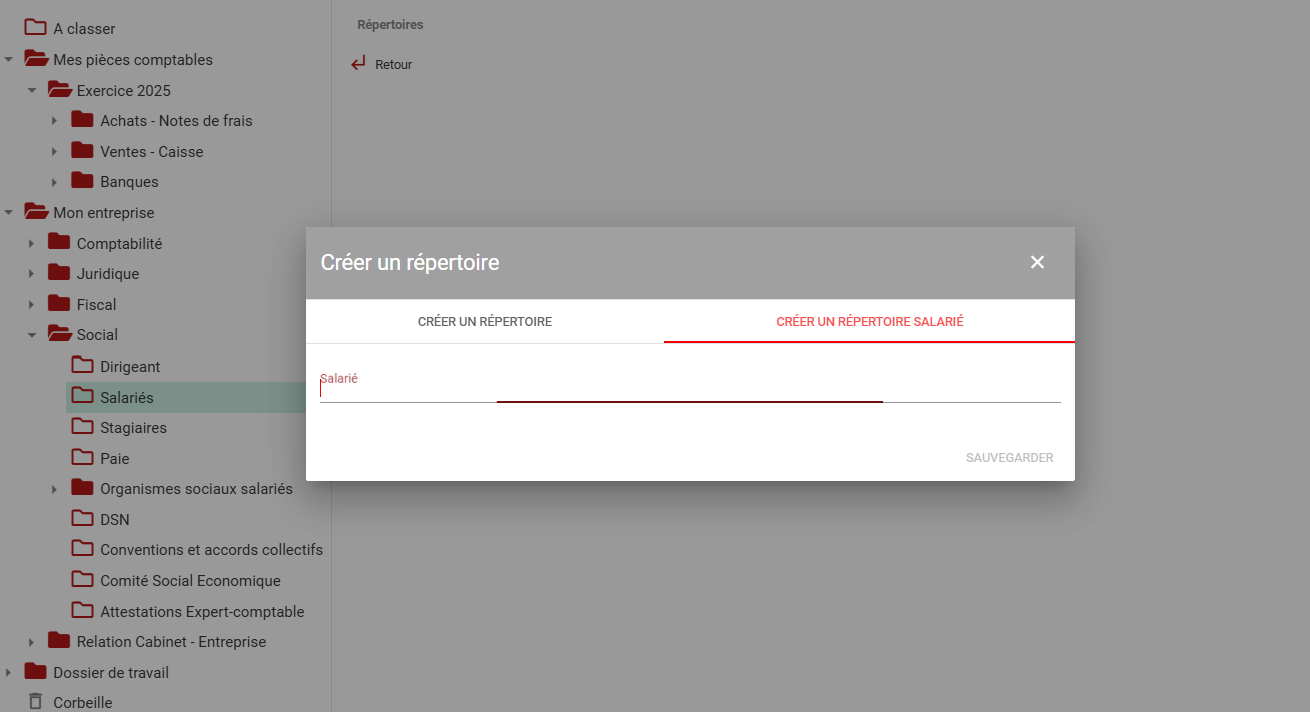 A classer
Mes pièces comptables
Exercice 2025
Achats - Notes de frais
Ventes - Caisse
Banques
Mon entreprise
Comptabilité
Juridique
Fiscal
Social
Dirigeant
Salariés
Stagiaires
Paie
Organismes sociaux salariés
DSN
Conventions et accords collectifs
Comité Social Economique
Attestations Expert-comptable
Relation Cabinet - Entreprise
Dossier de travail
Corbeille
Répertoires
Retour
Créer un répertoire
CRÉER UN RÉPERTOIRE
CRÉER UN RÉPERTOIRE SALARIÉ
Salarié
SAUVEGARDER